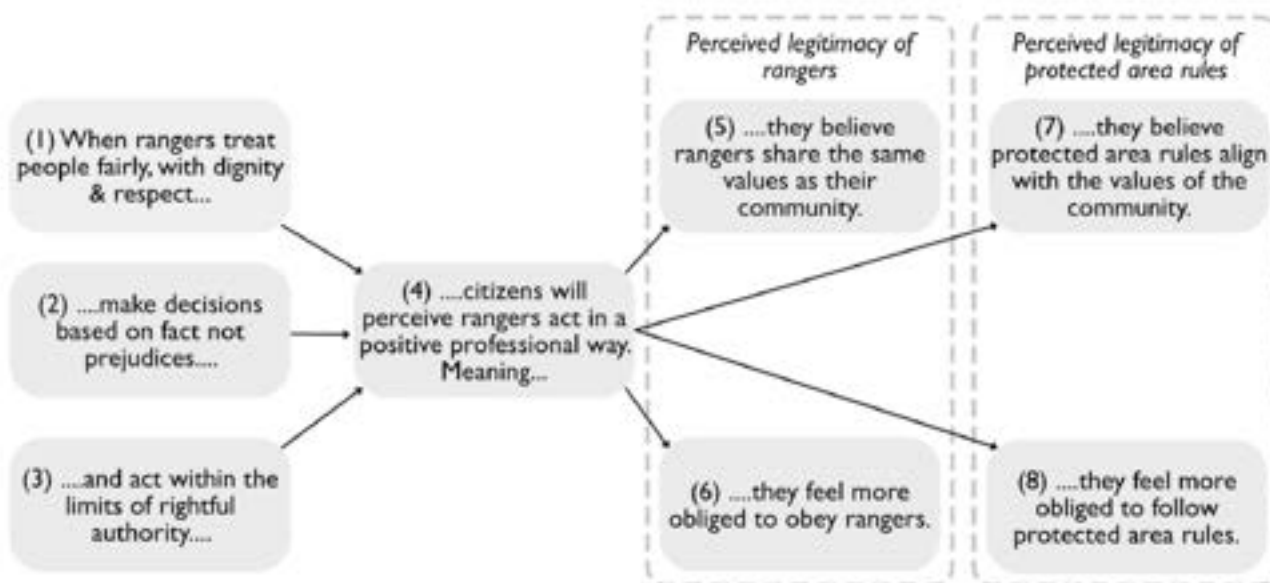 Perceived legitimacy of
rangers
Perceived legitimacy of
protected area rules
(1) When rangers treat
people fairly, with dignity
& respect...
(2) ....make decisions
based on fact not
prejudices....
(3) ....and act within the
limits of rightful
authority....
(4) ....citizens will
perceive rangers act in a
positive professional way.
Meaning...
(5) ....they believe
rangers share the same
values as their
community.
(6) ....they feel more
obliged to obey rangers.
(7) ....they believe
protected area rules align
with the values of the
community.
(8) ....they feel more
obliged to follow
protected area rules.